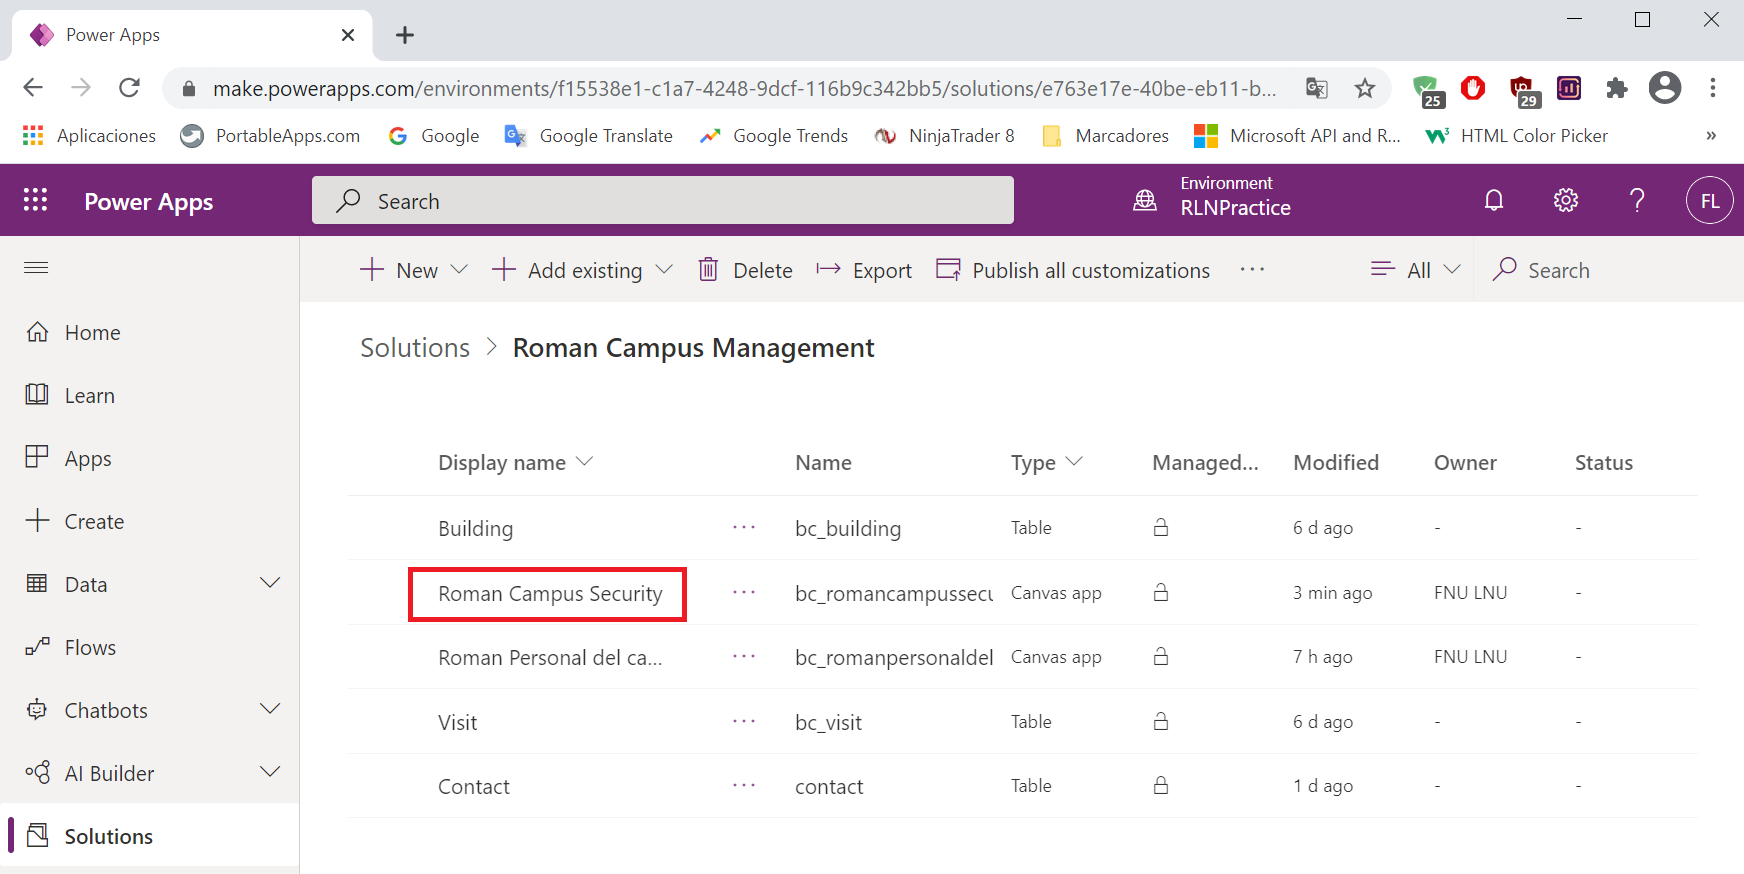 Power Apps
make.powerapps.com/environments/f15538e1-c1a7-4248-9dcf-116b9c342bb5/solutions/e763e17e-40be-eb11-b...
25
29
Aplicaciones PortableApps.com Google Google Translate Google Trends NinjaTrader 8 Marcadores Microsoft API and R... HTML Color Picker »
Power Apps
Search
Environment
RLNPractice
?
FL
New Add existing Delete Export Publish all customizations ... All Search
Home
Learn
Apps
Create
Data
Flows
Chatbots
AI Builder
Solutions
Solutions > Roman Campus Management
Display name Name Type Managed... Modified Owner Status
Building ... bc_building Table 6 d ago - -
Roman Campus Security ... bc_romancampussecu Canvas app 3 min ago FNU LNU -
Roman Personal del ca... ... bc_romanpersonaldel Canvas app 7 h ago FNU LNU -
Visit ... bc_visit Table 6 d ago - -
Contact ... contact Table 1 d ago - -